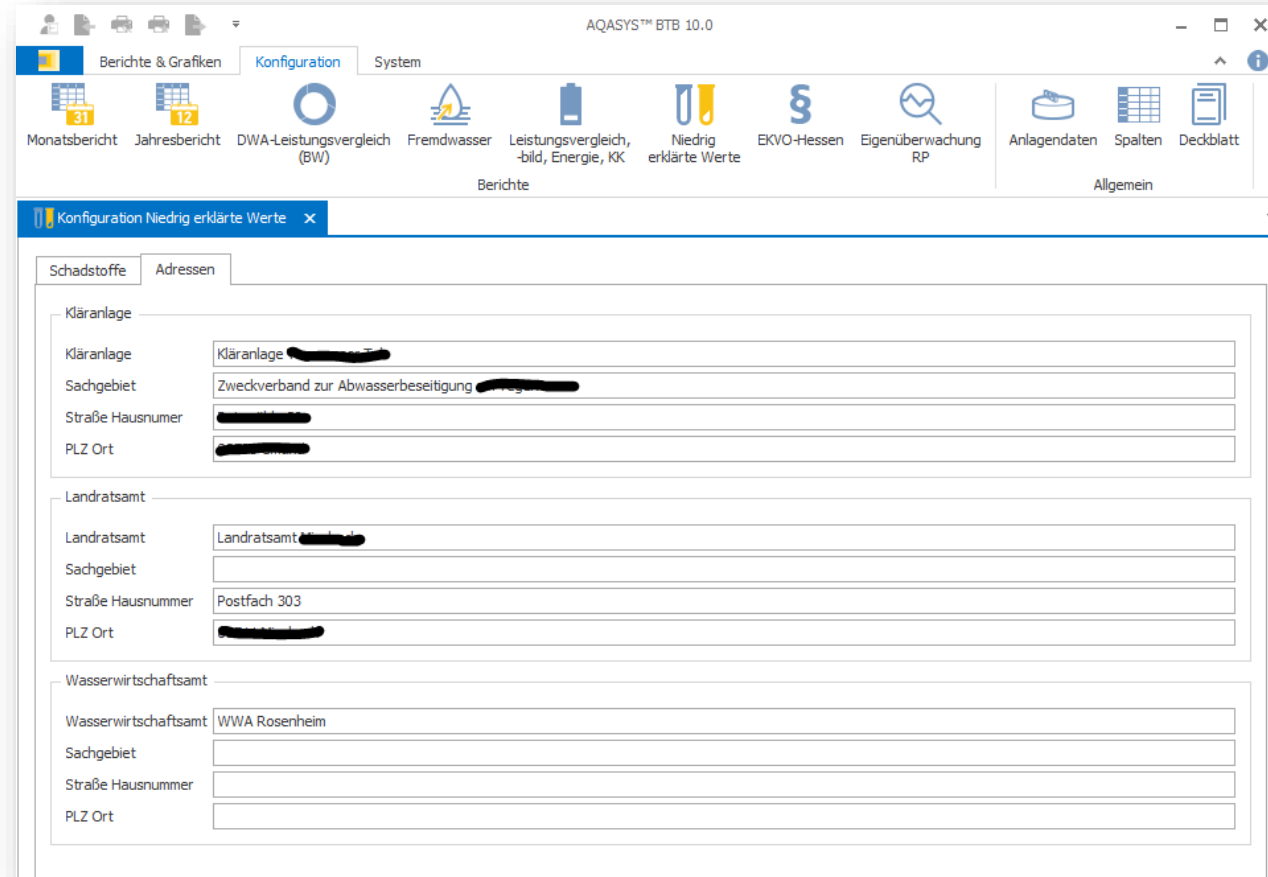 AQASYS™ BTB 10.0
Berichte & Grafiken Konfiguration System
31 12
Monatsbericht Jahresbericht DWA-Leistungsvergleich (BW) Fremdwasser Leistungsvergleich, -bild, Energie, KK Niedrig erklärte Werte EKVO-Hessen Eigenüberwachung RP Anlagendaten Spalten Deckblatt
Berichte Allgemein
Konfiguration Niedrig erklärte Werte
Schadstoffe Adressen
Kläranlage
Kläranlage Kläranlage
Sachgebiet Zweckverband zur Abwasserbeseitigung
Straße Hausnumer
PLZ Ort
Landratsamt
Landratsamt Landratsamt
Sachgebiet
Straße Hausnummer Postfach 303
PLZ Ort
Wasserwirtschaftsamt
Wasserwirtschaftsamt WWA Rosenheim
Sachgebiet
Straße Hausnummer
PLZ Ort